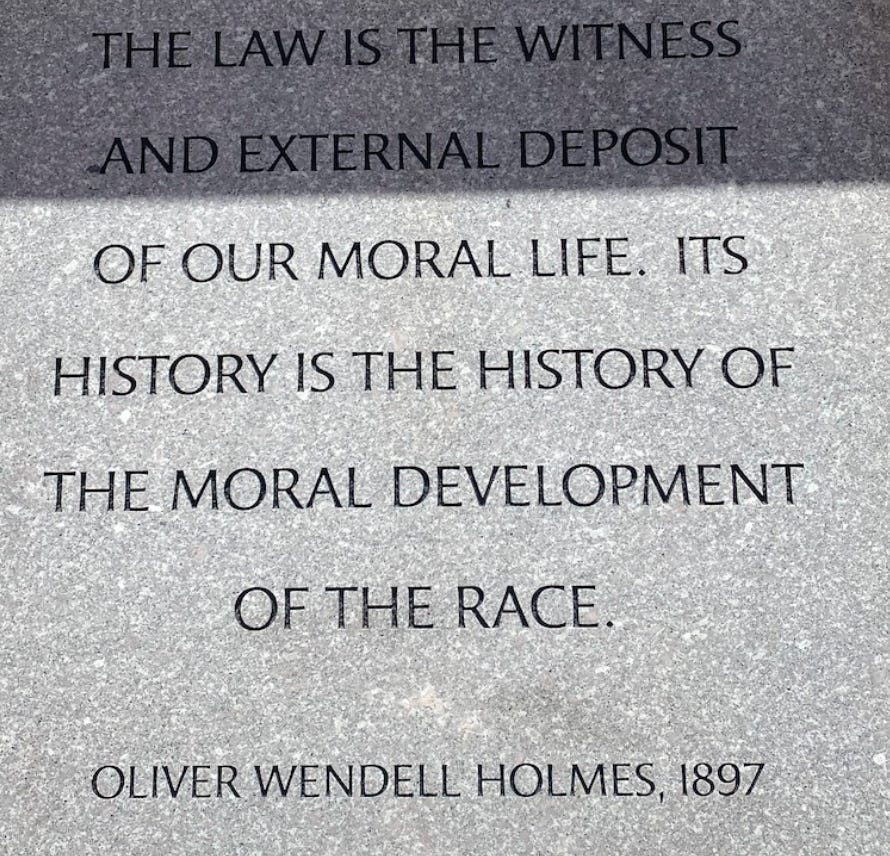 THE LAW IS THE WITNESS
AND EXTERNAL DEPOSIT
OF OUR MORAL LIFE. ITS
HISTORY IS THE HISTORY OF
THE MORAL DEVELOPMENT
OF THE RACE.
OLIVER WENDELL HOLMES, 1897